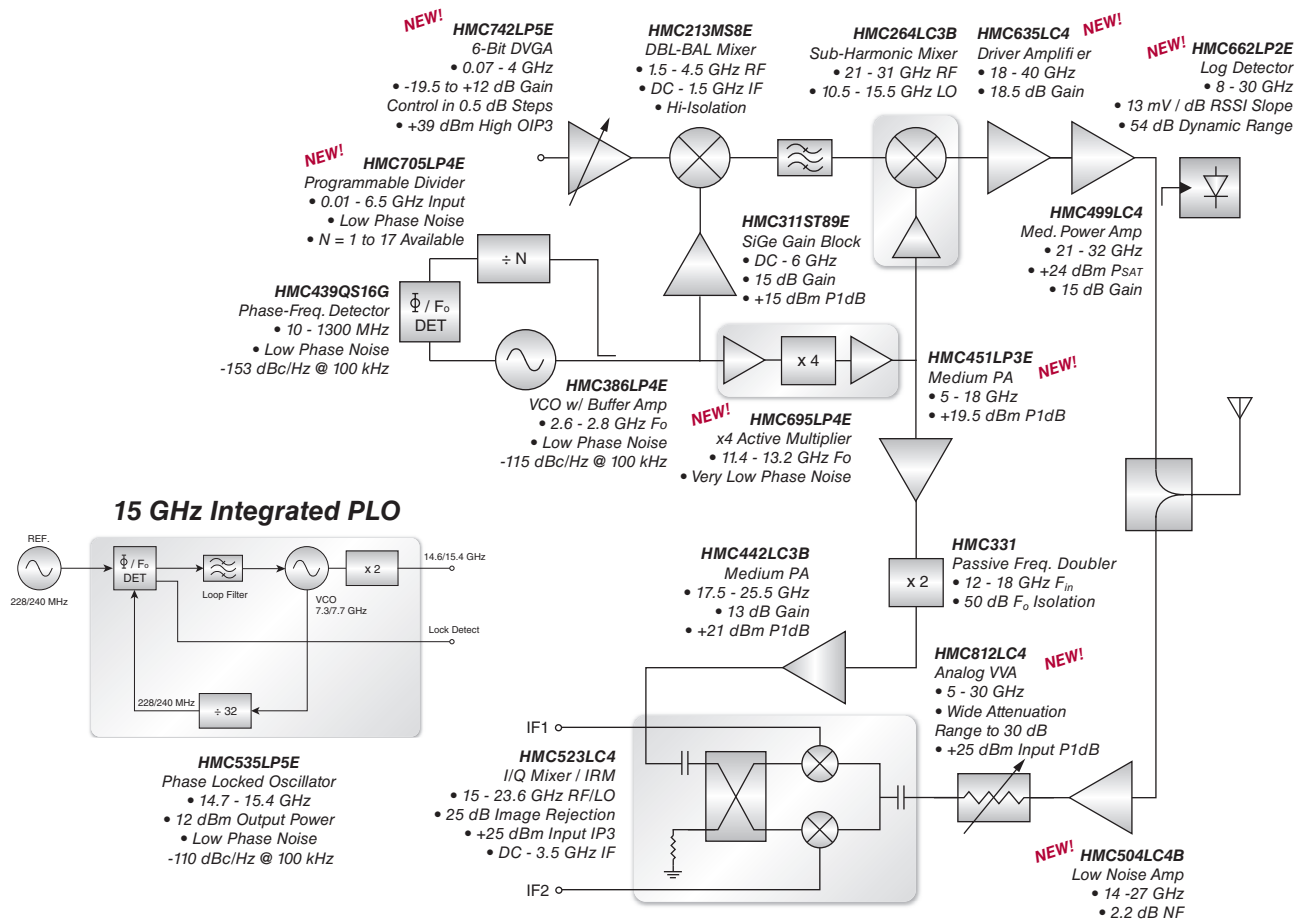 NEW!
HMC742LP5E
6-Bit DVGA
• 0.07 - 4 GHz
• -19.5 to +12 dB Gain
Control in 0.5 dB Steps
• +39 dBm High OIP3
HMC213MS8E
DBL-BAL Mixer
• 1.5 - 4.5 GHz RF
• DC - 1.5 GHz IF
• Hi-Isolation
HMC264LC3B
Sub-Harmonic Mixer
• 21 - 31 GHz RF
• 10.5 - 15.5 GHz LO
HMC635LC4
NEW!
Driver Amplifier
• 18 - 40 GHz
• 18.5 dB Gain
NEW!
HMC662LP2E
Log Detector
• 8 - 30 GHz
• 13 mV / dB RSSI Slope
• 54 dB Dynamic Range
NEW!
HMC705LP4E
Programmable Divider
• 0.01 - 6.5 GHz Input
• Low Phase Noise
• N = 1 to 17 Available
÷ N
HMC311ST89E
SiGe Gain Block
• DC - 6 GHz
• 15 dB Gain
• +15 dBm P1dB
HMC499LC4
Med. Power Amp
• 21 - 32 GHz
• +24 dBm PSAT
• 15 dB Gain
HMC439QS16G
Phase-Freq. Detector
• 10 - 1300 MHz
• Low Phase Noise
-153 dBc/Hz @ 100 kHz
Φ / Fo
DET
x 4
HMC386LP4E
VCO w/ Buffer Amp
• 2.6 - 2.8 GHz Fo
• Low Phase Noise
-115 dBc/Hz @ 100 kHz
NEW!
HMC695LP4E
x4 Active Multiplier
• 11.4 - 13.2 GHz Fo
• Very Low Phase Noise
HMC451LP3E
NEW!
Medium PA
• 5 - 18 GHz
• +19.5 dBm P1dB
15 GHz Integrated PLO
REF.
228/240 MHz
Φ / Fo
DET
Loop Filter
VCO
7.3/7.7 GHz
x 2
14.6/15.4 GHz
Lock Detect
228/240 MHz
÷ 32
HMC535LP5E
Phase Locked Oscillator
• 14.7 - 15.4 GHz
• 12 dBm Output Power
• Low Phase Noise
-110 dBc/Hz @ 100 kHz
HMC442LC3B
Medium PA
• 17.5 - 25.5 GHz
• 13 dB Gain
• +21 dBm P1dB
x 2
HMC331
Passive Freq. Doubler
• 12 - 18 GHz Fin
• 50 dB Fo Isolation
HMC812LC4
NEW!
Analog VVA
• 5 - 30 GHz
• Wide Attenuation
Range to 30 dB
• +25 dBm Input P1dB
IF1
HMC523LC4
I/Q Mixer / IRM
• 15 - 23.6 GHz RF/LO
• 25 dB Image Rejection
• +25 dBm Input IP3
• DC - 3.5 GHz IF
IF2
NEW!
HMC504LC4B
Low Noise Amp
• 14 -27 GHz
• 2.2 dB NF